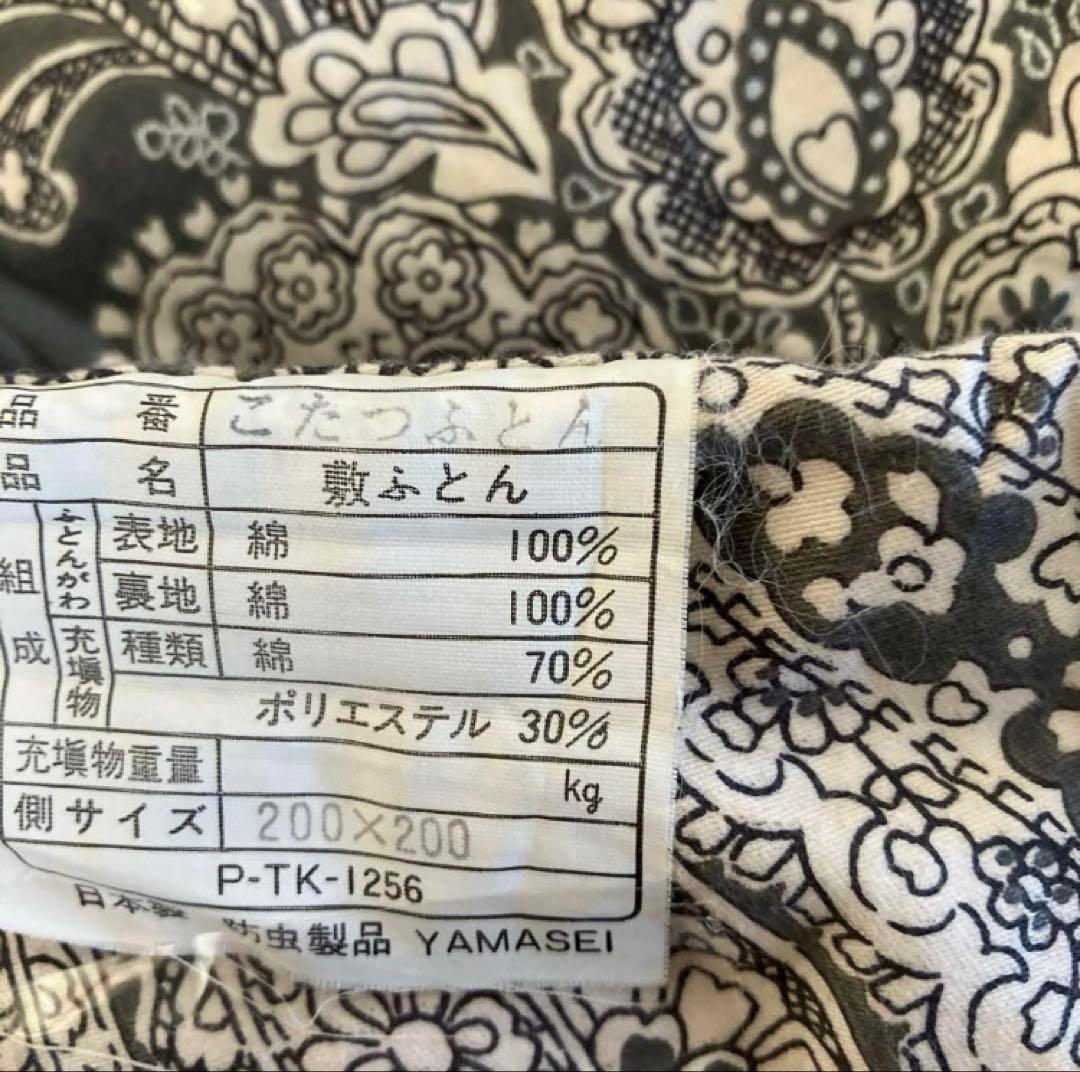 品番 こたつふとん
品名 敷ふとん
組成 ふとんがわ 表地 綿 100%
裏地 綿 100%
充填物 種類 綿 70%
ポリエステル 30%
充填物重量 kg
側サイズ 200×200
P-TK-1256
日本製 防虫製品 YAMASEI